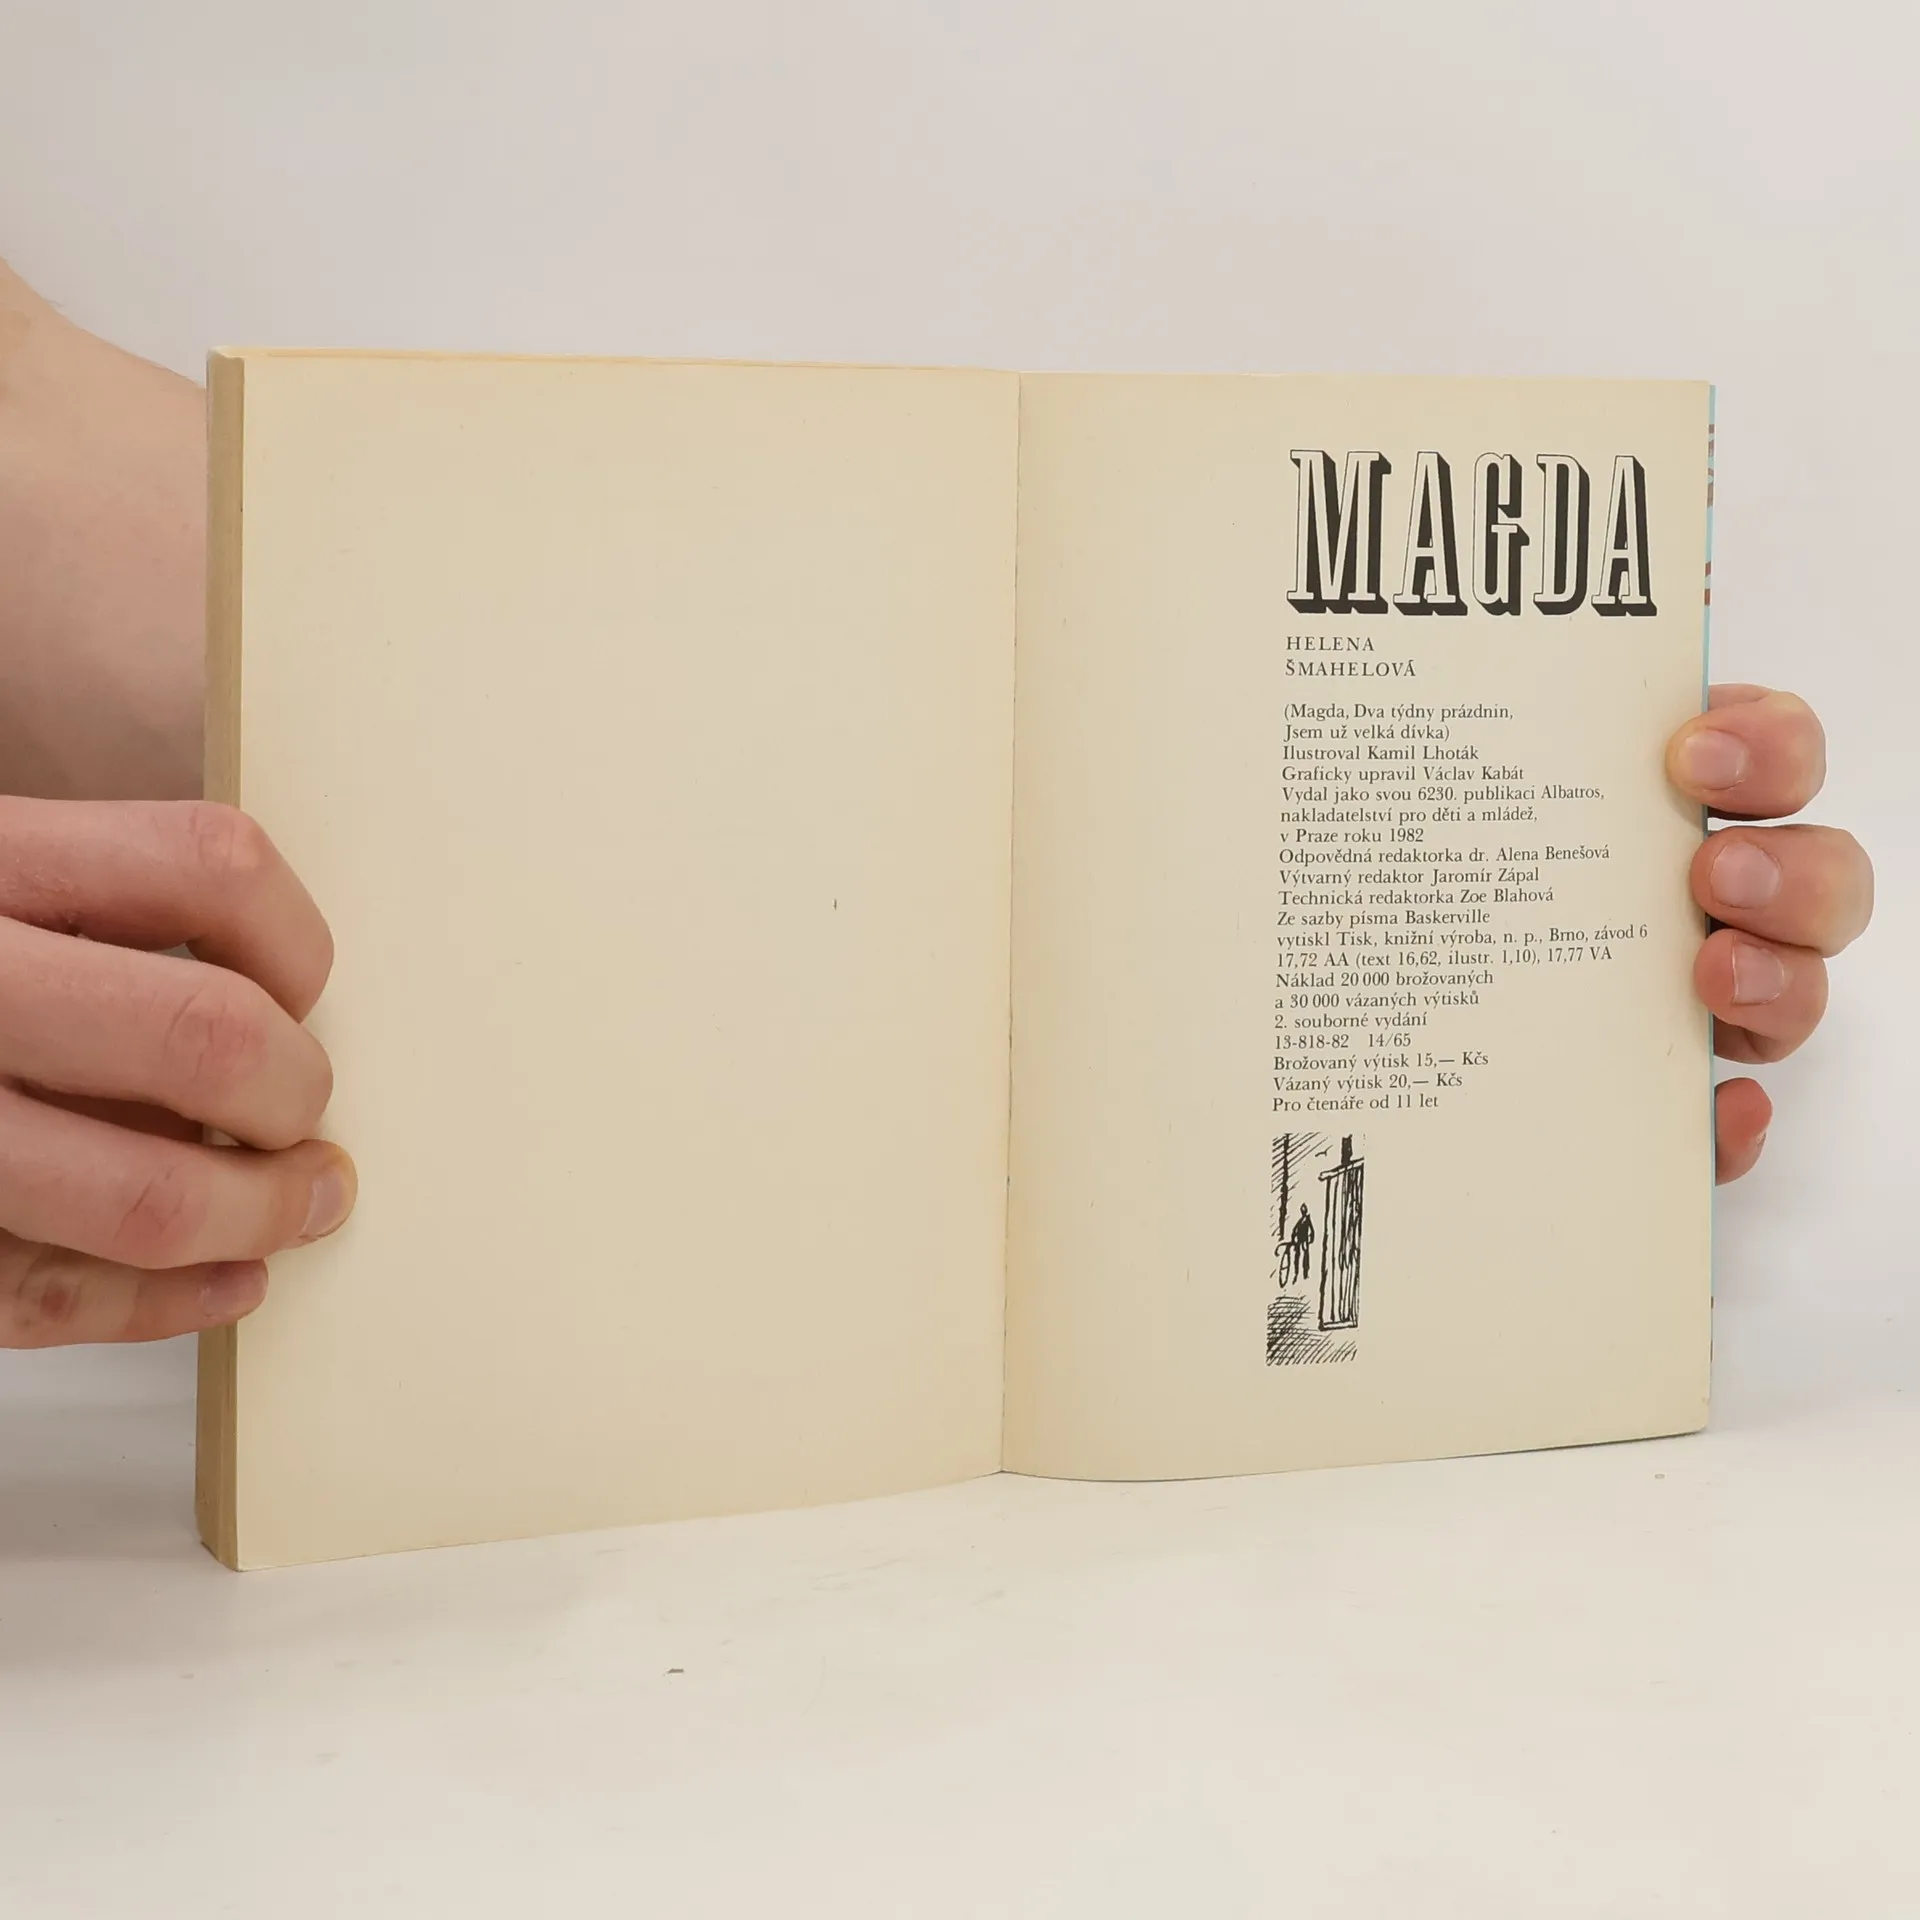 MAGDA
HELENA
ŠMAHELOVÁ
(Magda, Dva týdny prázdnin,
Jsem už velká dívka)
Ilustroval Kamil Lhoták
Graficky upravil Václav Kabát
Vydal jako svou 6230. publikaci Albatros,
nakladatelství pro děti a mládež,
v Praze roku 1982
Odpovědná redaktorka dr. Alena Benešová
Výtvarný redaktor Jaromír Zápal
Technická redaktorka Zoe Blahová
Ze sazby písma Baskerville
vytiskl Tisk, knižní výroba, n. p., Brno, závod 6
17,72 AA (text 16,62, ilustr. 1,10), 17,77 VA
Náklad 20 000 brožovaných
a 30 000 vázaných výtisků
2. souborné vydání
13-818-82 14/65
Brožovaný výtisk 15,— Kčs
Vázaný výtisk 20,— Kčs
Pro čtenáře od 11 let